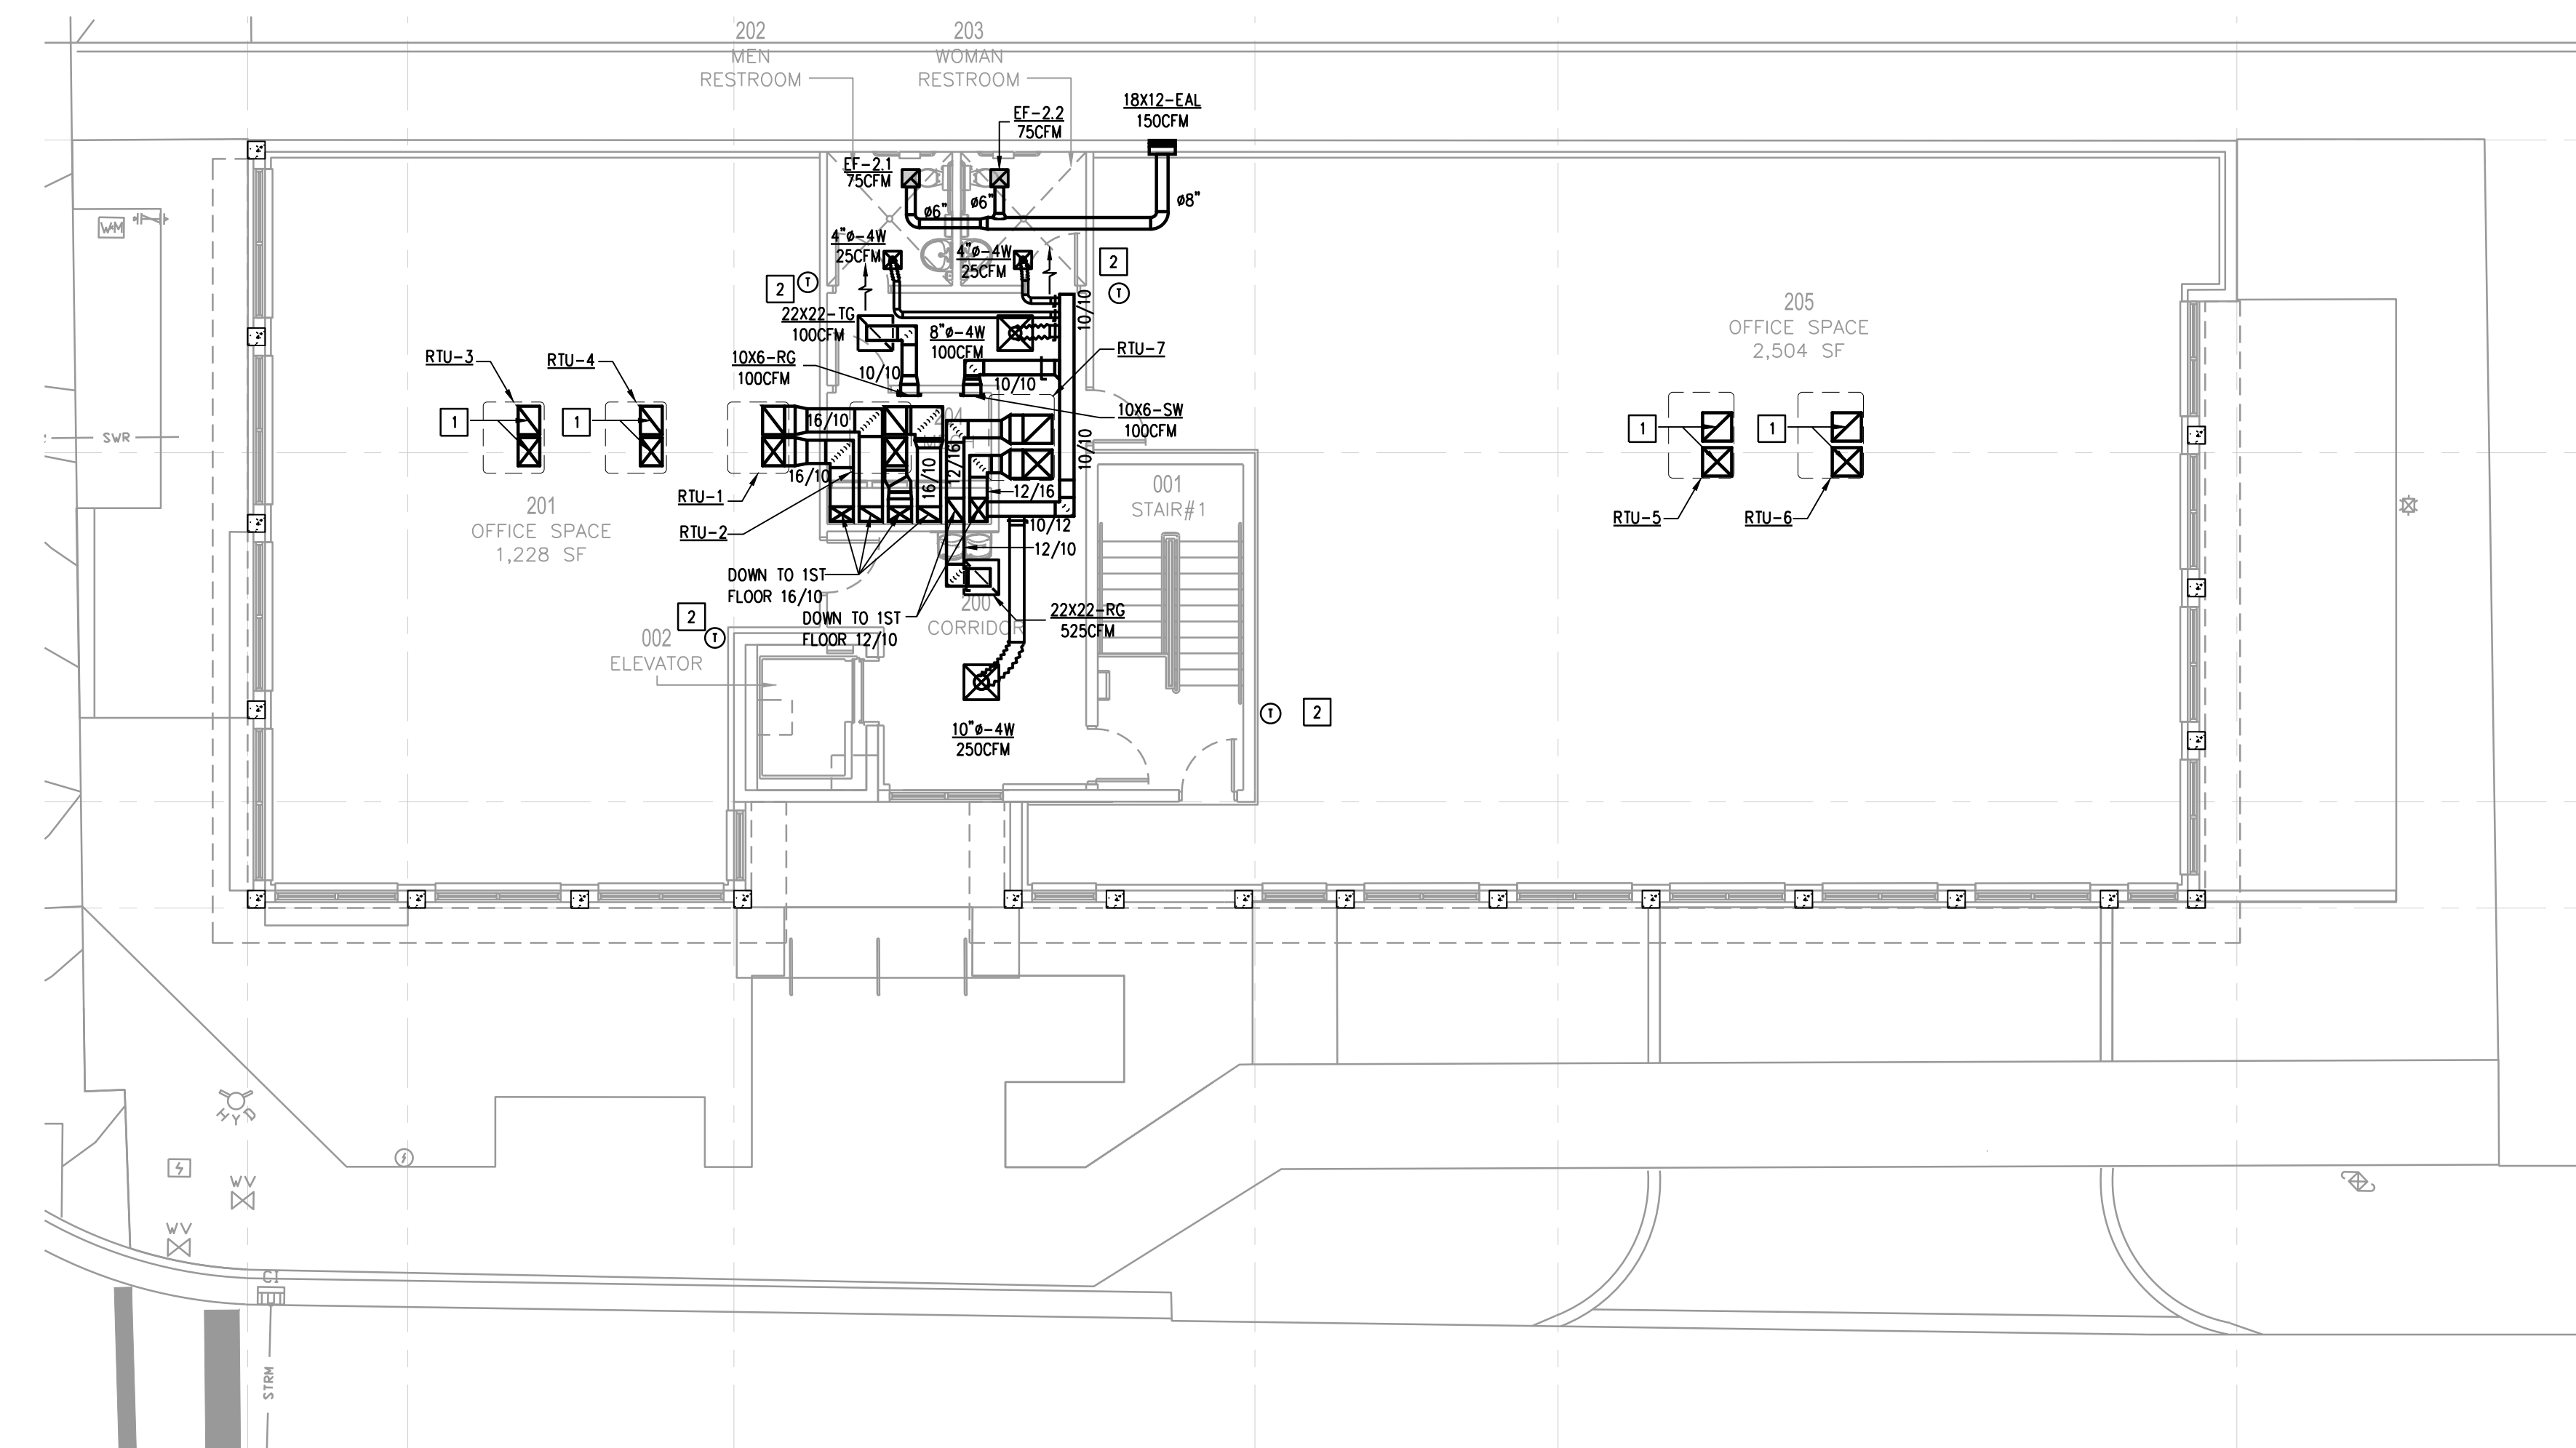 202
MEN
RESTROOM
203
WOMAN
RESTROOM
18X12-EAL
150CFM
EF-2.2
75CFM
EF-2.1
75CFM
WM
ø6"
ø6"
ø8"
4"ø-4W
25CFM
4"ø-4W
25CFM
2
T
2
T
22X22-TG
100CFM
8"ø-4W
100CFM
10/10
205
OFFICE SPACE
2,504 SF
RTU-3
RTU-4
10X6-RG
100CFM
10/10
10/10
RTU-7
1
1
SWR
16/10
16/10
16/10
12/16
12/16
10X6-SW
100CFM
10/10
1
1
RTU-1
RTU-2
201
OFFICE SPACE
1,228 SF
001
STAIR#1
RTU-5
RTU-6
10/12
12/10
DOWN TO 1ST
FLOOR 16/10
DOWN TO 1ST
FLOOR 12/10
200
CORRIDOR
22X22-RG
525CFM
2
T
002
ELEVATOR
10"ø-4W
250CFM
T
2
HYD
WV
WV
CI
STRM